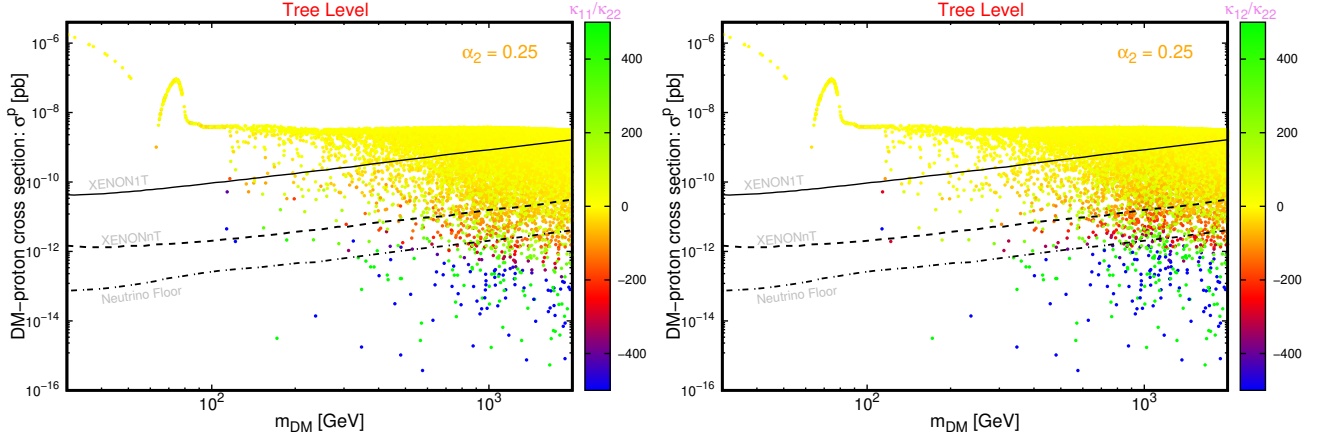 Tree Level
κ11/κ22
α2 = 0.25
DM−proton cross section: σ^p [pb]
10^−6
10^−8
10^−10
10^−12
10^−14
10^−16
XENON1T
XENONnT
Neutrino Floor
10^2
10^3
m_DM [GeV]
400
200
0
−200
−400
Tree Level
κ12/κ22
α2 = 0.25
DM−proton cross section: σ^p [pb]
10^−6
10^−8
10^−10
10^−12
10^−14
10^−16
XENON1T
XENONnT
Neutrino Floor
10^2
10^3
m_DM [GeV]
400
200
0
−200
−400